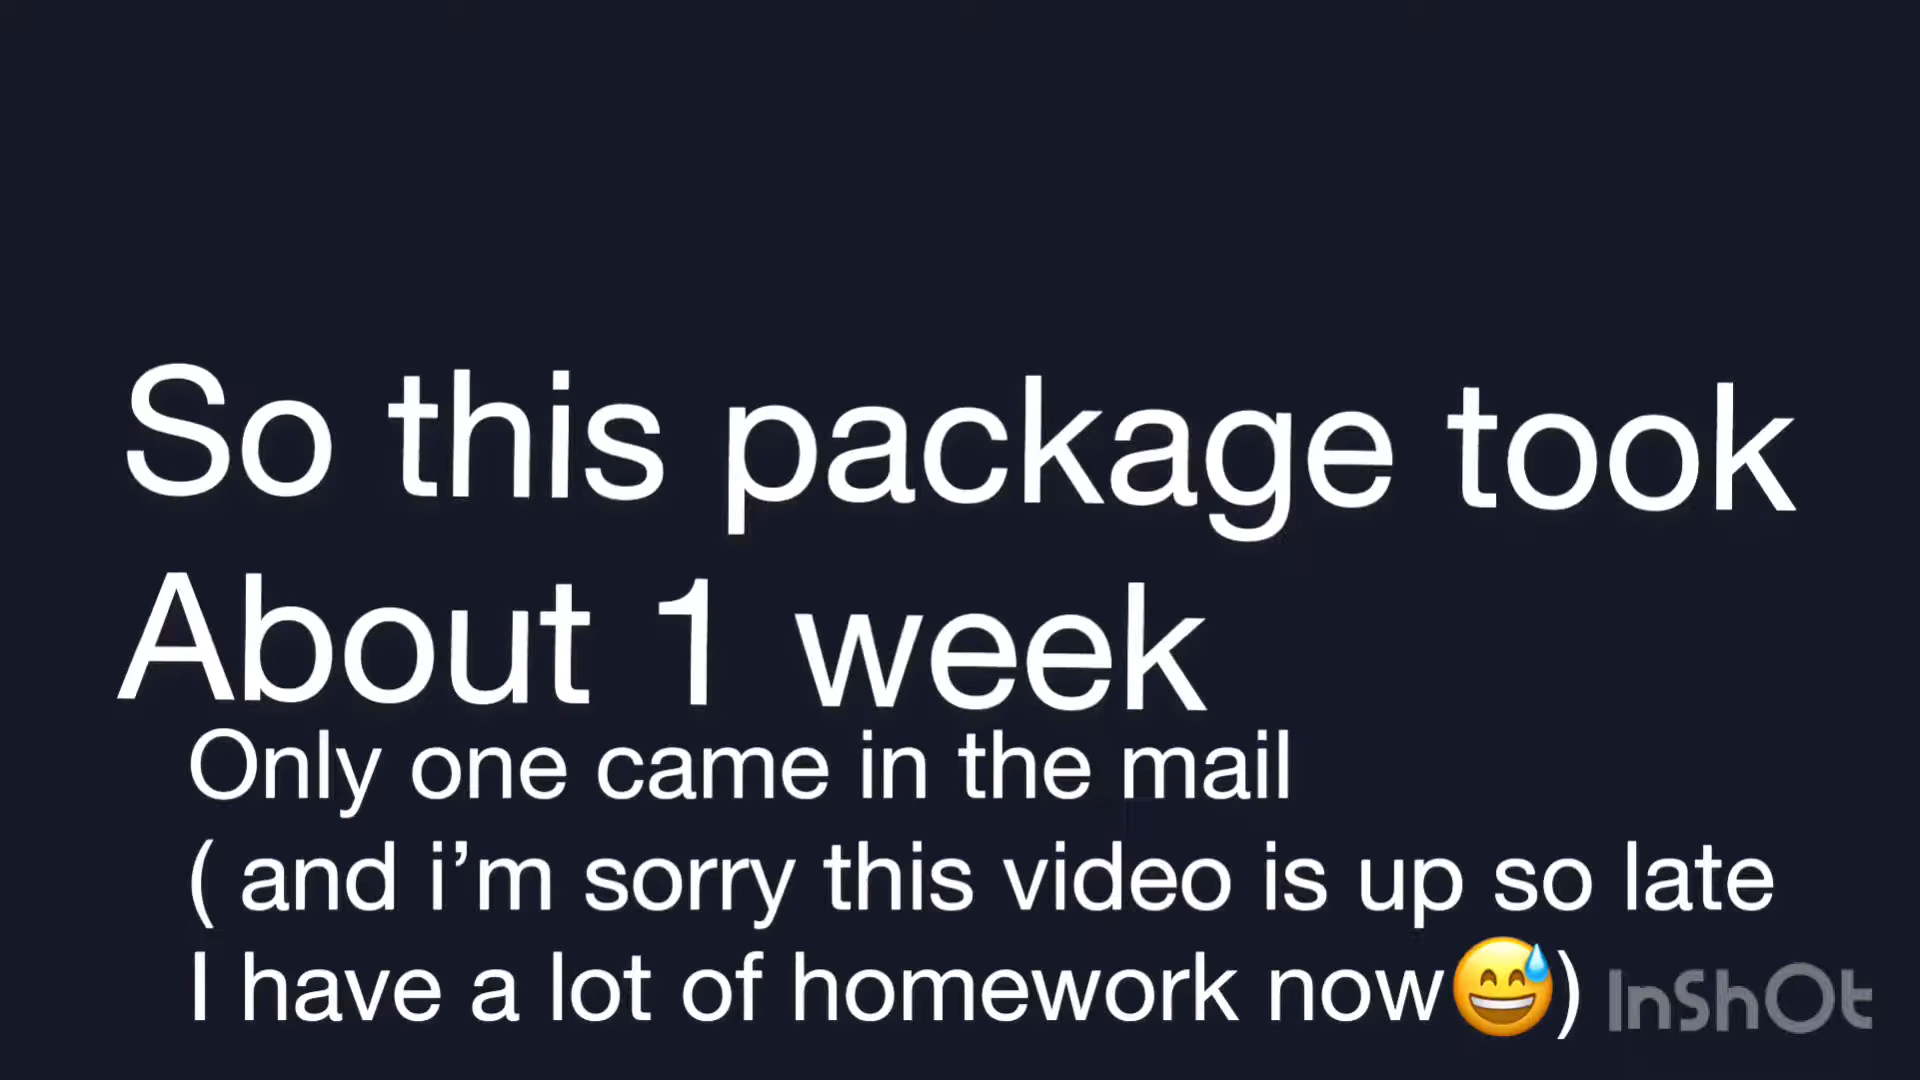 So this package took
About 1 week
Only one came in the mail
( and i’m sorry this video is up so late
I have a lot of homework now😅)
InShOt